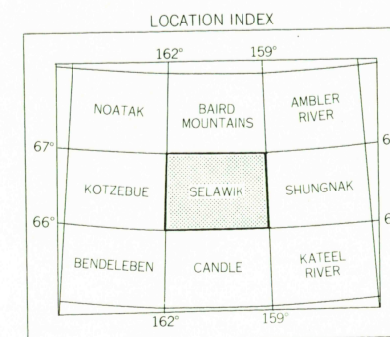 LOCATION INDEX
162° 159°
NOATAK BAIRD MOUNTAINS AMBLER RIVER
67°
KOTZEBUE SELAWIK SHUNGNAK
66°
BENDELEBEN CANDLE KATEEL RIVER
162° 159°